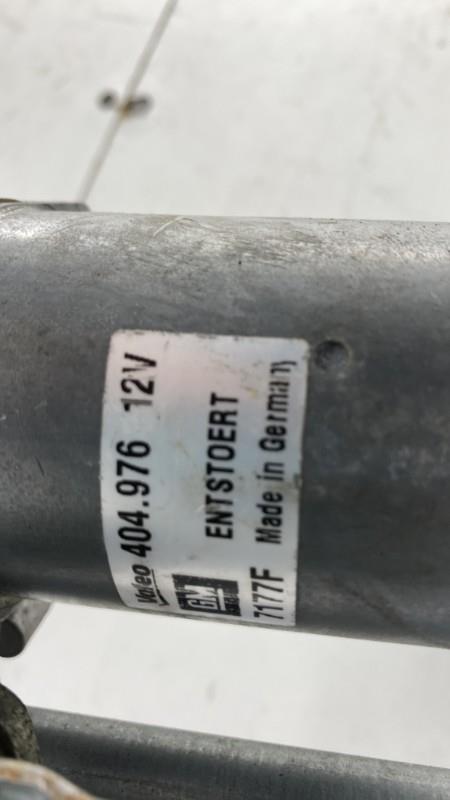 Valeo 404.976 12V
GM ENTSTOERT
7177F Made in Germany